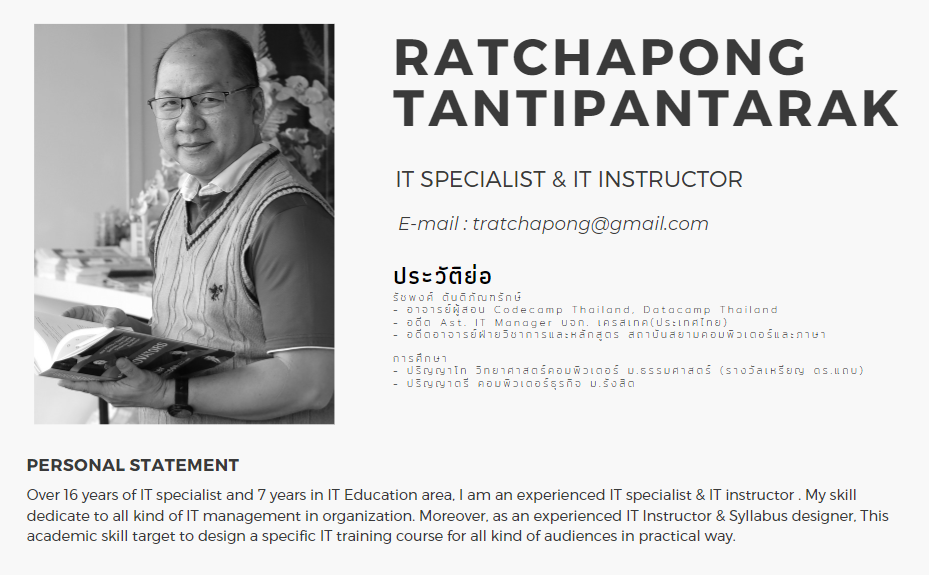 RATCHAPONG
TANTIPANTARAK
IT SPECIALIST & IT INSTRUCTOR
E-mail : tratchapong@gmail.com
ประวัติย่อ
รัชพงศ์ ตันติภัณฑรักษ์
- อาจารย์ผู้สอน Codecamp Thailand, Datacamp Thailand
- อดีต Ast. IT Manager บจก. เครสเทค(ประเทศไทย)
- อดีตอาจารย์ฝ่ายวิชาการและหลักสูตร สถาบันสยามคอมพิวเตอร์และภาษา
การศึกษา
- ปริญญาโท วิทยาศาสตร์คอมพิวเตอร์ ม.ธรรมศาสตร์ (รางวัลเหรียญ ดร.แถบ)
- ปริญญาตรี คอมพิวเตอร์ธุรกิจ ม.รังสิต
PERSONAL STATEMENT
Over 16 years of IT specialist and 7 years in IT Education area, I am an experienced IT specialist & IT instructor . My skill
dedicate to all kind of IT management in organization. Moreover, as an experienced IT Instructor & Syllabus designer, This
academic skill target to design a specific IT training course for all kind of audiences in practical way.